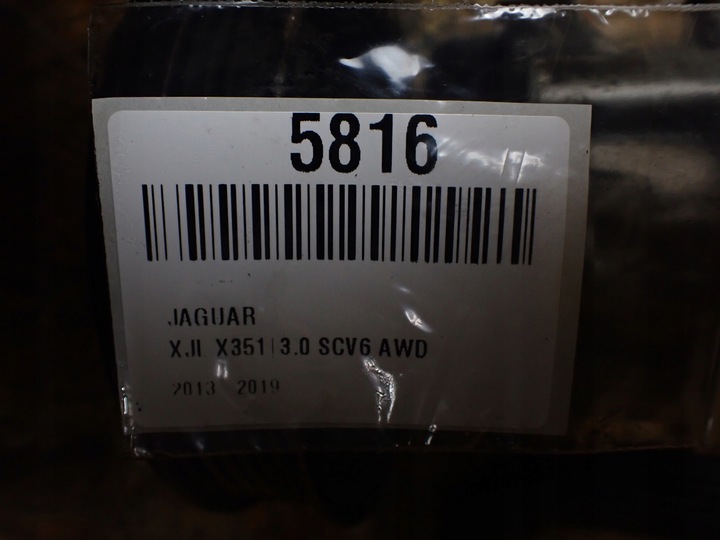 5816
JAGUAR
XJL X351 | 3.0 SCV6 AWD
2013 2019